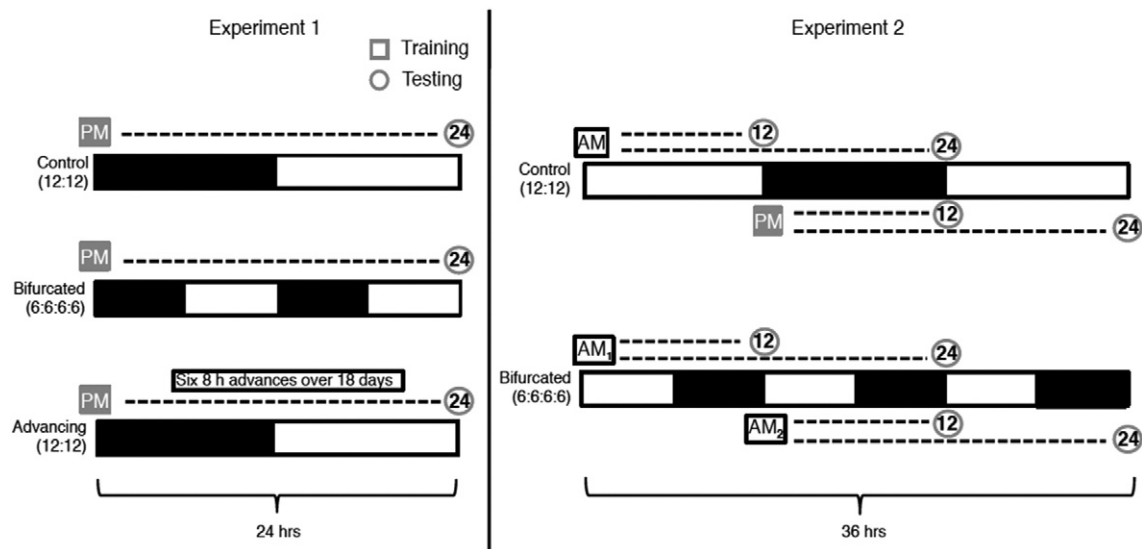 Experiment 1
Training
Testing
PM
24
Control
(12:12)
PM
24
Bifurcated
(6:6:6:6)
Six 8 h advances over 18 days
PM
24
Advancing
(12:12)
24 hrs
Experiment 2
AM
12
24
Control
(12:12)
PM
12
24
AM₁
12
24
Bifurcated
(6:6:6:6)
AM₂
12
24
36 hrs